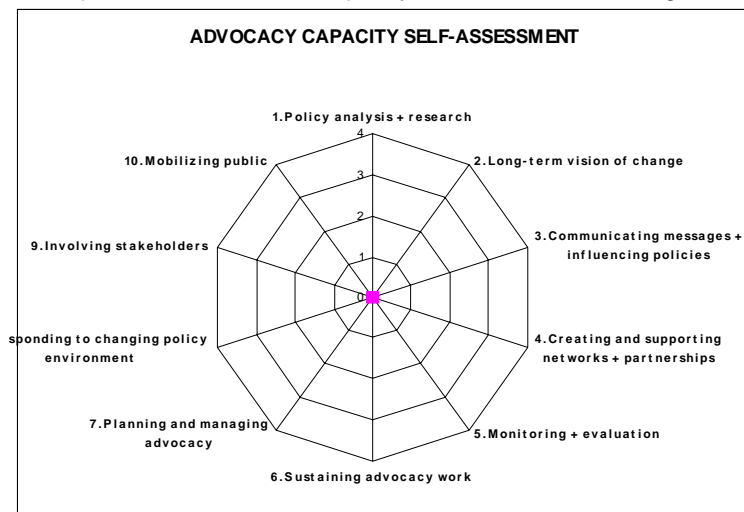 ADVOCACY CAPACITY SELF-ASSESSMENT
1.Policy analysis + research
4
10.Mobilizing public
2.Long-term vision of change
3
2
9.Involving stakeholders
3.Communicating messages +
influencing policies
1
0
sponding to changing policy
environment
4.Creating and supporting
networks + partnerships
7.Planning and managing
advocacy
5.Monitoring + evaluation
6.Sustaining advocacy work